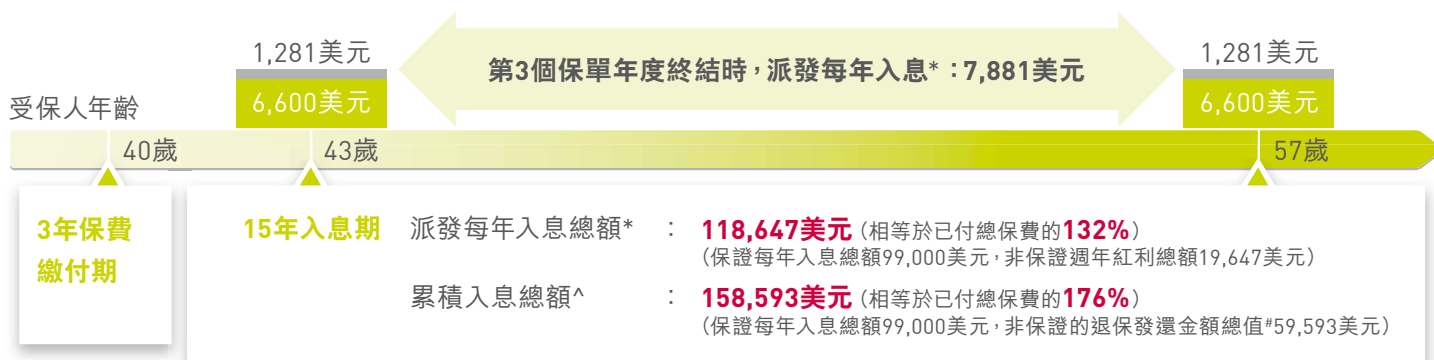 1,281美元
6,600美元
第3個保單年度終結時，派發每年入息*：7,881美元
1,281美元
6,600美元
受保人年齡
40歲
43歲
57歲
3年保費
繳付期
15年入息期
派發每年入息總額* ： 118,647美元（相等於已付總保費的132%）
（保證每年入息總額99,000美元，非保證週年紅利總額19,647美元）
累積入息總額^ ： 158,593美元（相等於已付總保費的176%）
（保證每年入息總額99,000美元，非保證的退保發還金額總值#59,593美元）